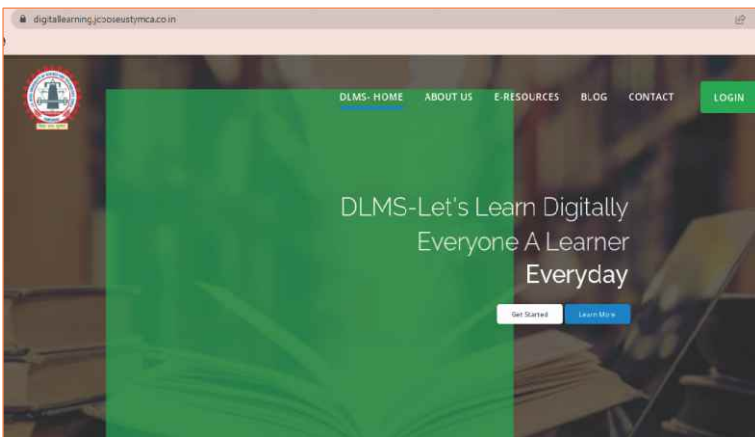 digitallearning.jcboseustymca.co.in
DLMS- HOME ABOUT US E-RESOURCES BLOG CONTACT LOGIN
DLMS-Let's Learn Digitally
Everyone A Learner
Everyday
Get Started Learn More